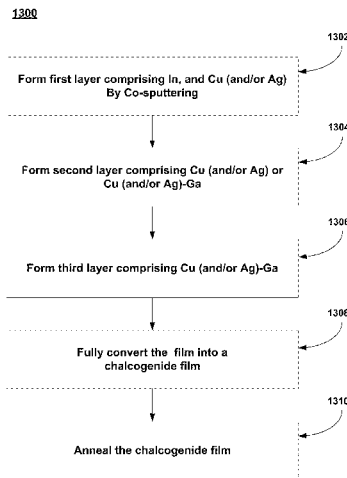 1300
1302
Form first layer comprising In, and Cu (and/or Ag)
By Co-sputtering
1304
Form second layer comprising Cu (and/or Ag) or
Cu (and/or Ag)-Ga
1306
Form third layer comprising Cu (and/or Ag)-Ga
1308
Fully convert the film into a
chalcogenide film
1310
Anneal the chalcogenide film